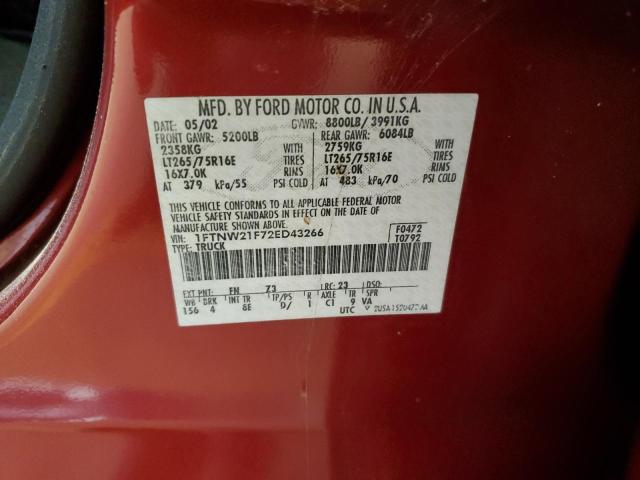 MFD. BY FORD MOTOR CO. IN U.S.A.
DATE: 05/02 GVWR: 8800LB/ 3991KG
FRONT GAWR: 5200LB REAR GAWR: 6084LB
2358KG WITH 2759KG WITH
LT265/75R16E TIRES LT265/75R16E TIRES
16X7.0K RIMS 16X7.0K RIMS
AT 379 kPa/55 PSI COLD AT 483 kPa/70 PSI COLD
THIS VEHICLE CONFORMS TO ALL APPLICABLE FEDERAL MOTOR
VEHICLE SAFETY STANDARDS IN EFFECT ON THE DATE OF
MANUFACTURE SHOWN ABOVE.
VIN: 1FTNW21F72ED43266 F0472
TYPE: TRUCK T0792
EXT PNT: FN Z3 RC: 23 DSO:
WB BRK INT TR TP/PS R AXLE TR SPR
156 4 8E D/ 1 C1 9 VA
UTC